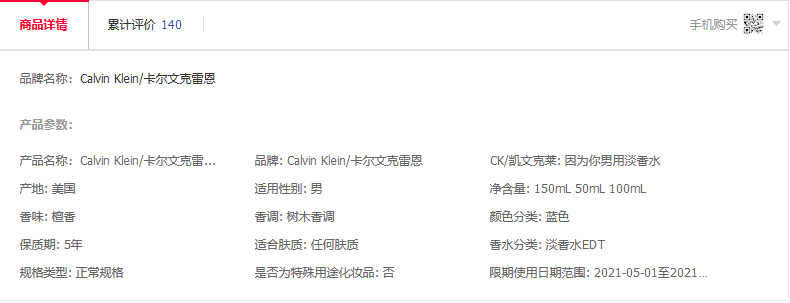 商品详情 累计评价 140 手机购买
品牌名称: Calvin Klein/卡尔文克雷恩
产品参数:
产品名称: Calvin Klein/卡尔文克雷... 品牌: Calvin Klein/卡尔文克雷恩 CK/凯文克莱: 因为你男用淡香水
产地: 美国 适用性别: 男 净含量: 150mL 50mL 100mL
香味: 檀香 香调: 树木香调 颜色分类: 蓝色
保质期: 5年 适合肤质: 任何肤质 香水分类: 淡香水EDT
规格类型: 正常规格 是否为特殊用途化妆品: 否 限期使用日期范围: 2021-05-01至2021...